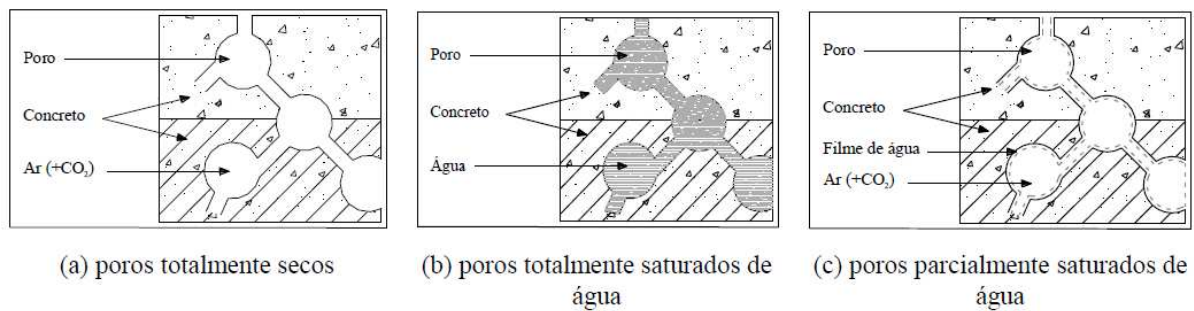 Poro
Concreto
Ar (+CO₂)
(a) poros totalmente secos
Poro
Concreto
Água
(b) poros totalmente saturados de
água
Poro
Concreto
Filme de água
Ar (+CO₂)
(c) poros parcialmente saturados de
água